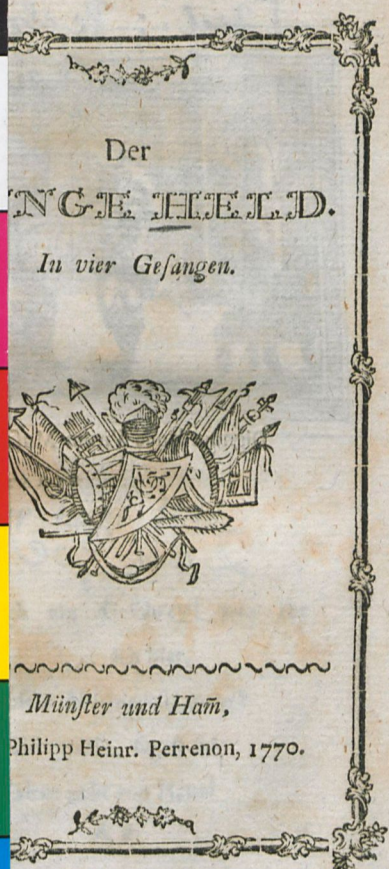 Der
NGE HELD.
In vier Geſangen.
Münſter und Ham̃,
Philipp Heinr. Perrenon, 1770.